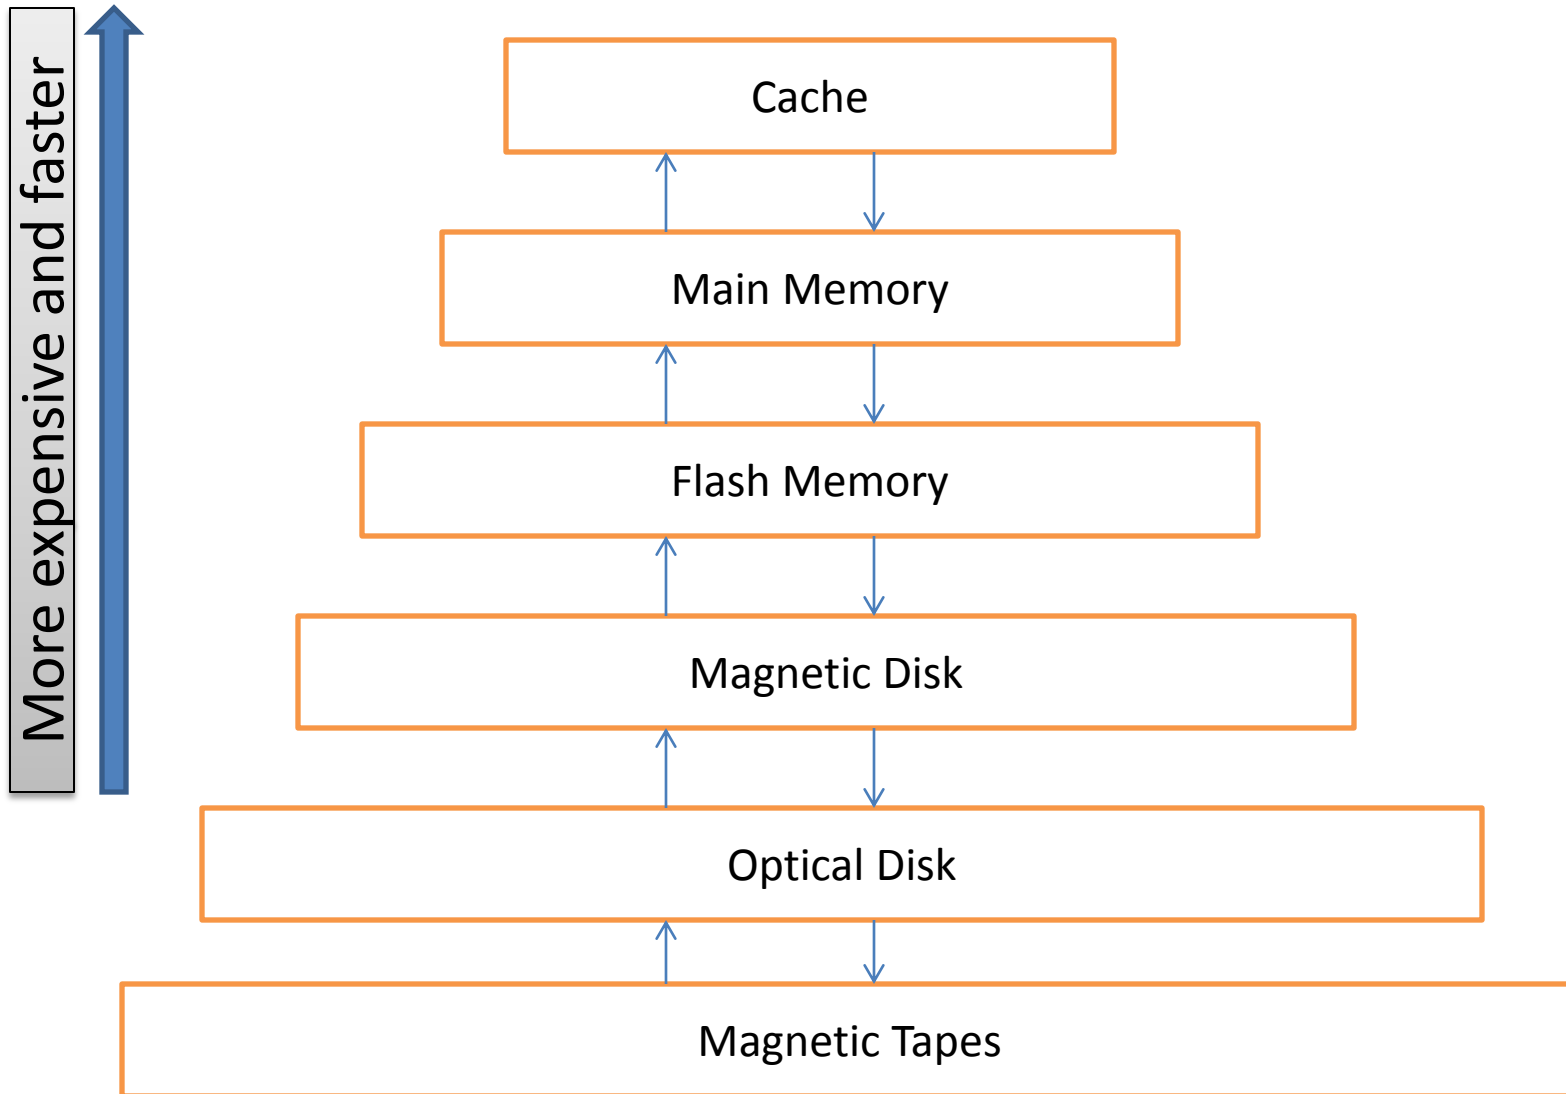 More expensive and faster
Cache
Main Memory
Flash Memory
Magnetic Disk
Optical Disk
Magnetic Tapes